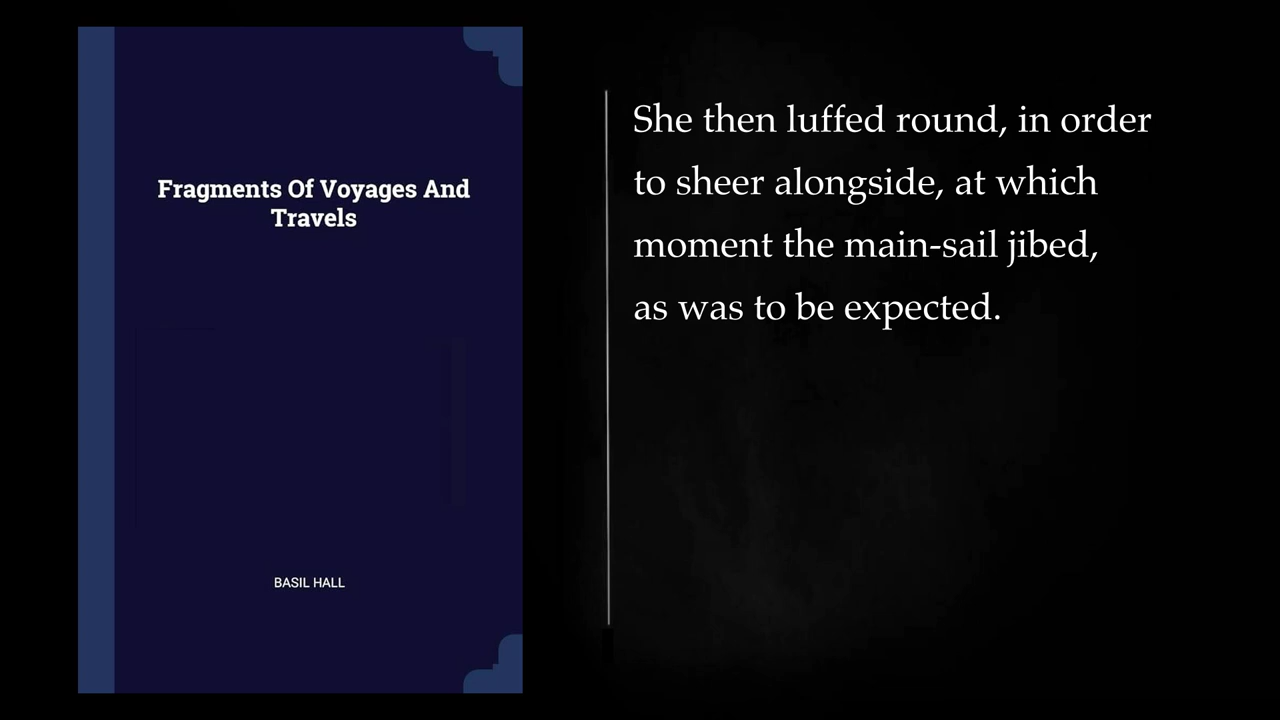 Fragments Of Voyages And
Travels
BASIL HALL
She then luffed round, in order
to sheer alongside, at which
moment the main-sail jibed,
as was to be expected.